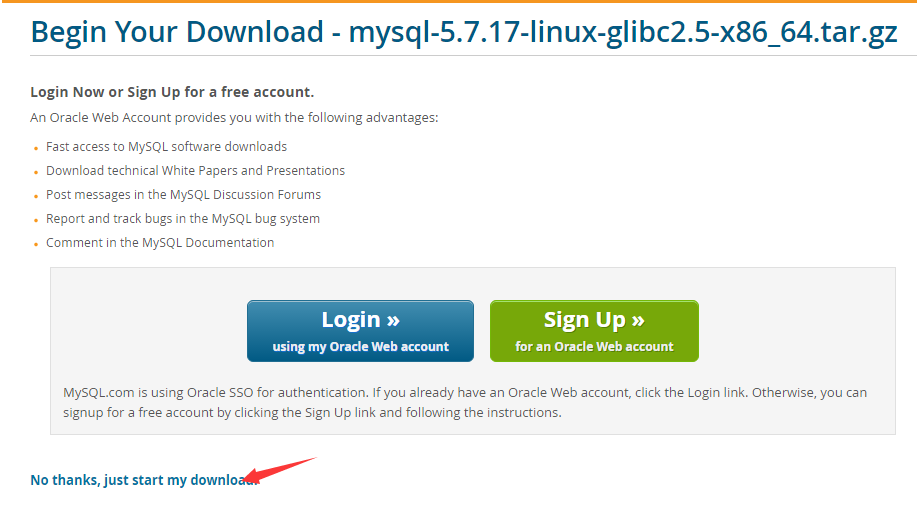 Begin Your Download - mysql-5.7.17-linux-glibc2.5-x86_64.tar.gz
Login Now or Sign Up for a free account.
An Oracle Web Account provides you with the following advantages:
Fast access to MySQL software downloads
Download technical White Papers and Presentations
Post messages in the MySQL Discussion Forums
Report and track bugs in the MySQL bug system
Comment in the MySQL Documentation
Login »
using my Oracle Web account
Sign Up »
for an Oracle Web account
MySQL.com is using Oracle SSO for authentication. If you already have an Oracle Web account, click the Login link. Otherwise, you can
signup for a free account by clicking the Sign Up link and following the instructions.
No thanks, just start my download.